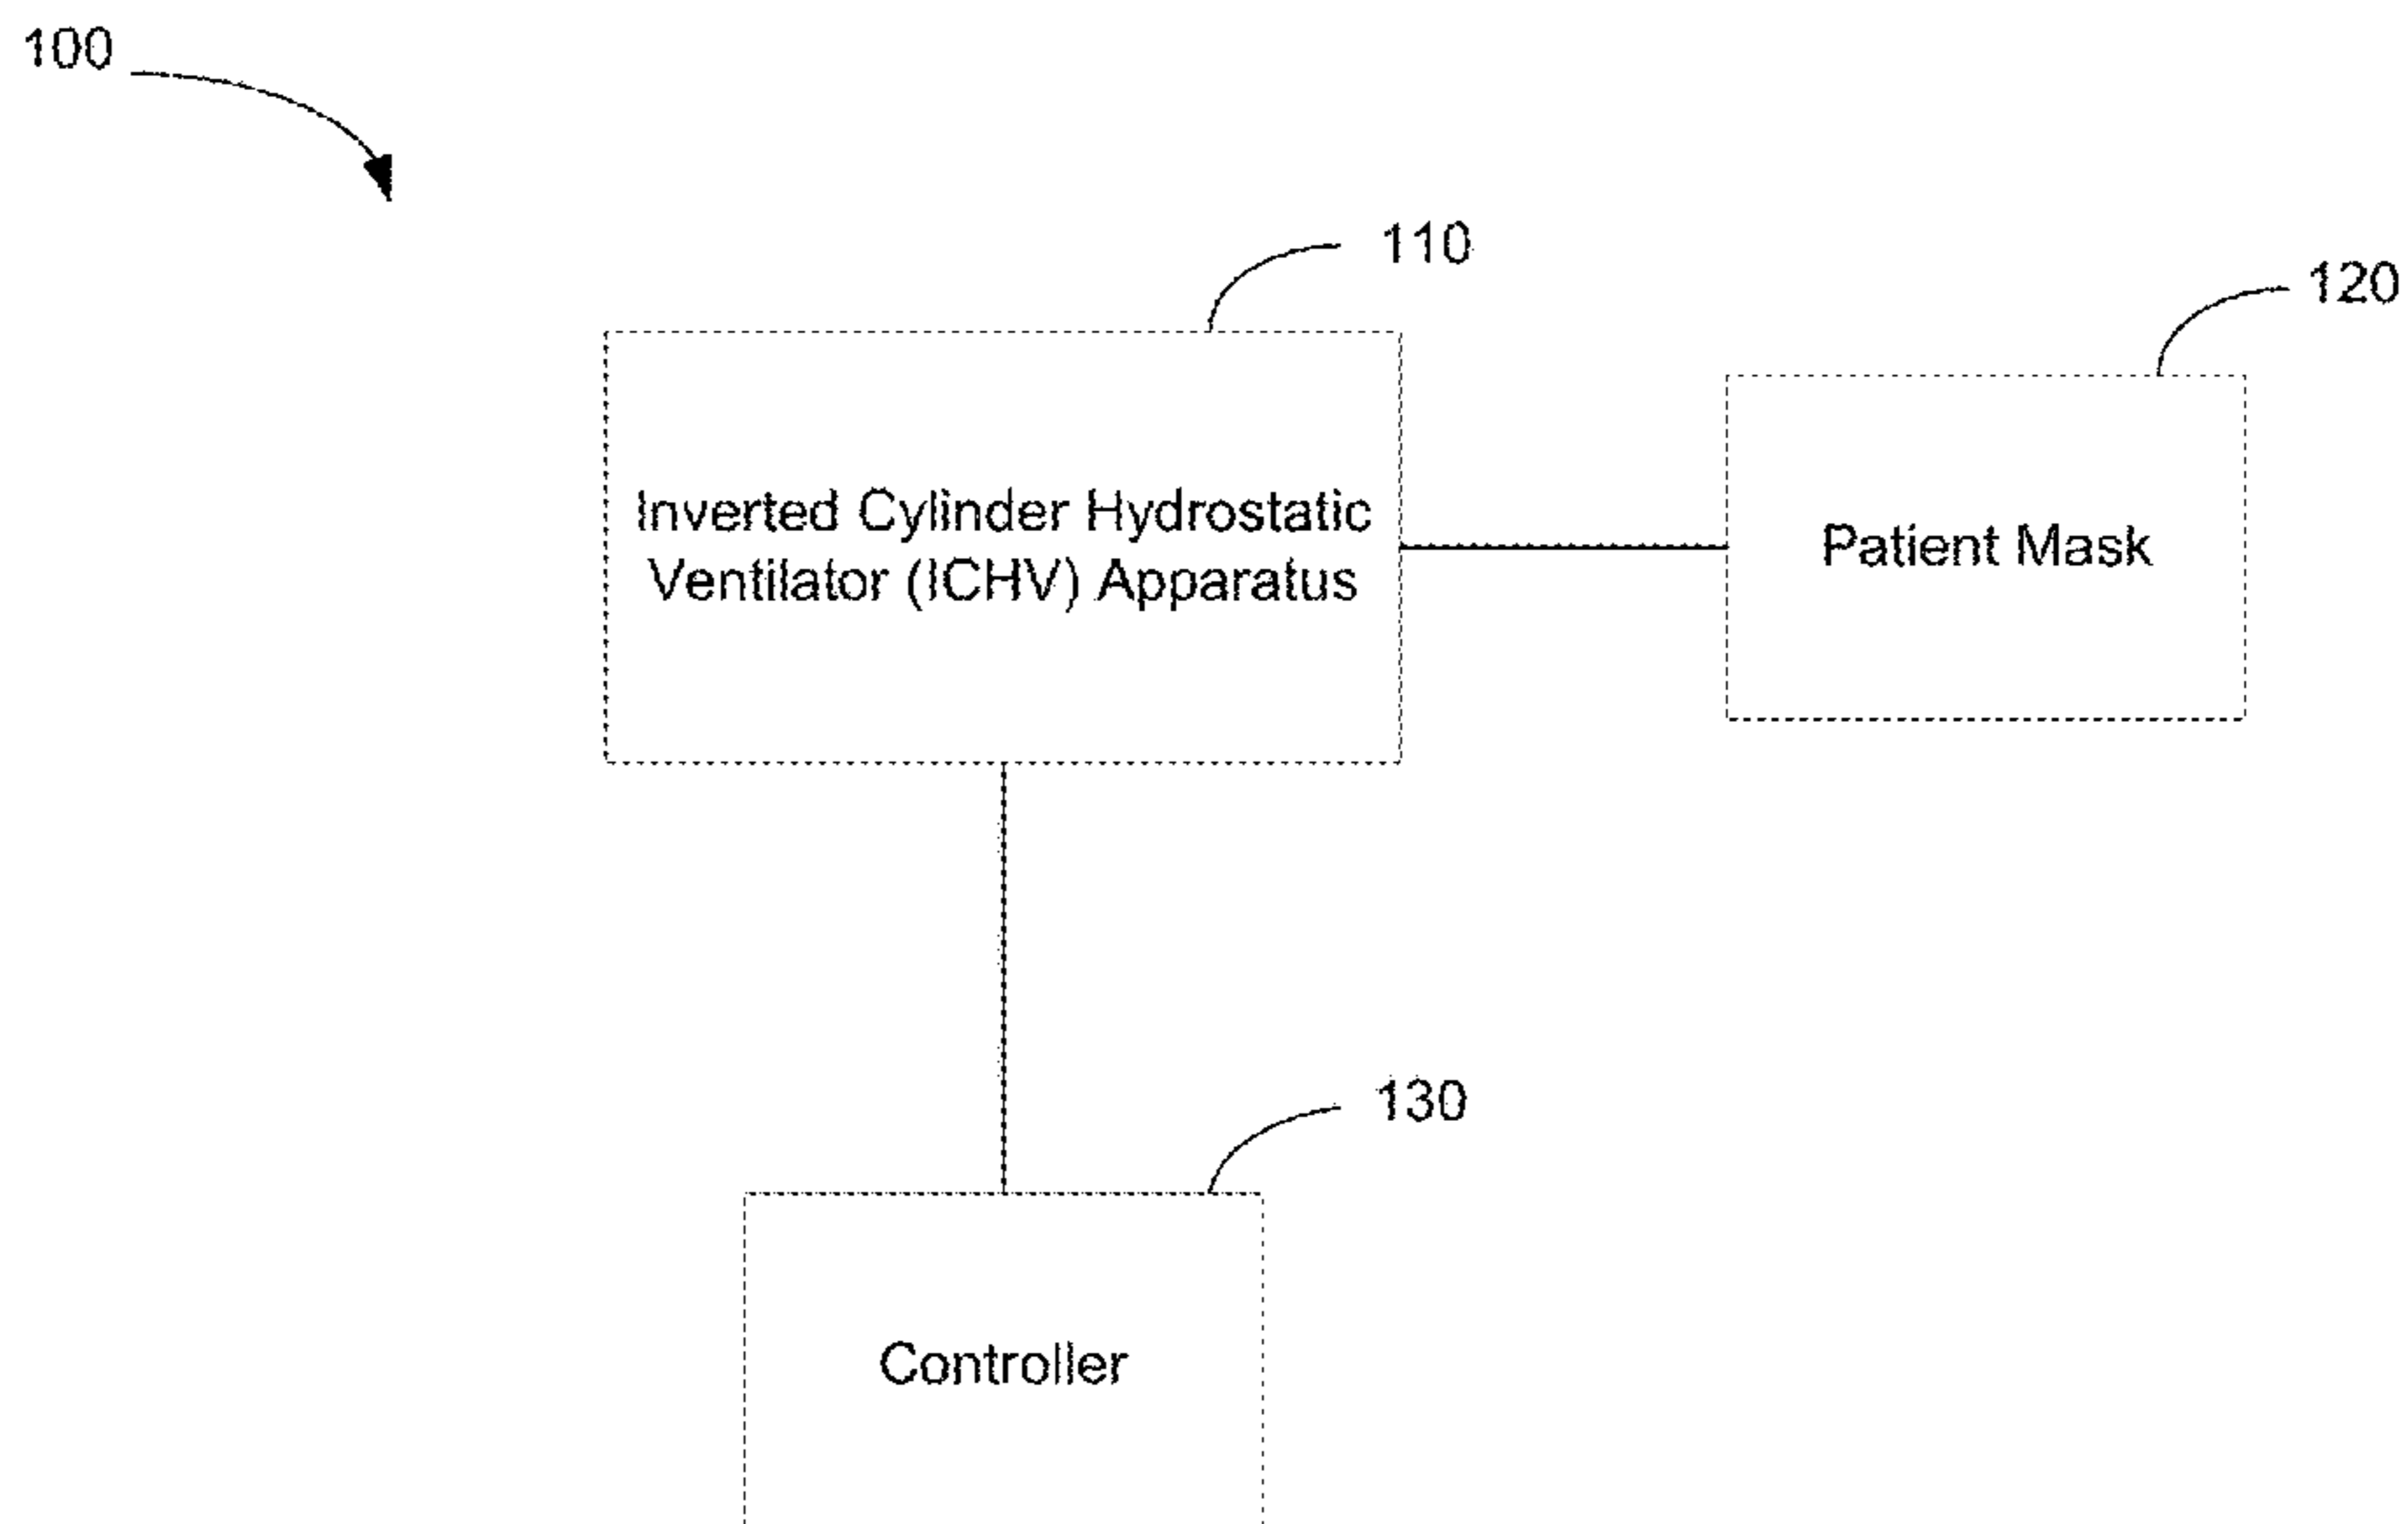 100
110
120
Inverted Cylinder Hydrostatic
Ventilator (ICHV) Apparatus
Patient Mask
130
Controller